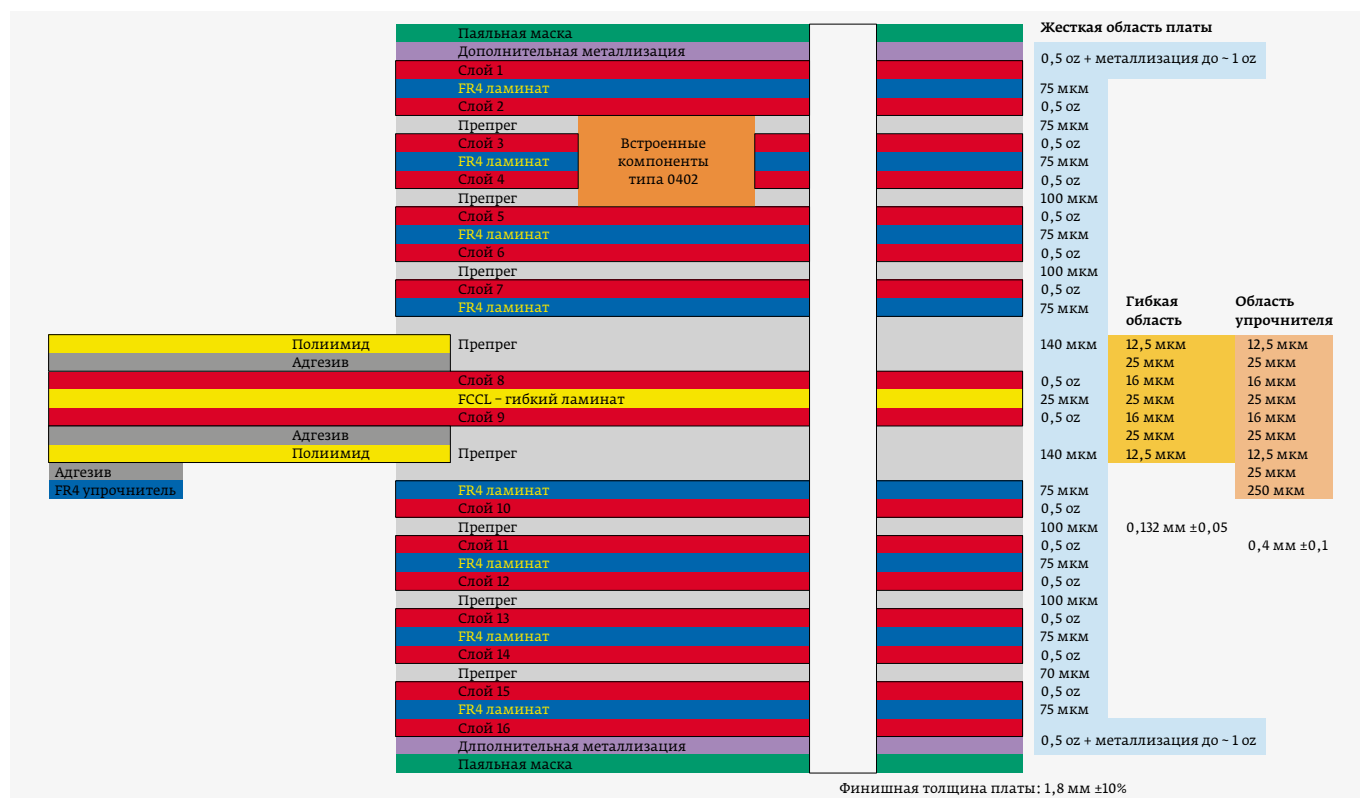 Жесткая область платы
Паяльная маска
Дополнительная металлизация
0,5 oz + металлизация до ~ 1 oz
Слой 1
FR4 ламинат 75 мкм
Слой 2
Препрег 75 мкм
Слой 3 0,5 oz
FR4 ламинат 75 мкм
Слой 4 0,5 oz
Встроенные
компоненты
типа 0402
Препрег 100 мкм
Слой 5 0,5 oz
FR4 ламинат 75 мкм
Слой 6 0,5 oz
Препрег 100 мкм
Слой 7 0,5 oz
FR4 ламинат 75 мкм
Гибкая
область
Область
упрочнителя
Полиимид Препрег 140 мкм 12,5 мкм 12,5 мкм
Адгезив 25 мкм 25 мкм
Слой 8 0,5 oz 16 мкм 16 мкм
FCCL – гибкий ламинат 25 мкм 25 мкм 25 мкм
Слой 9 0,5 oz 16 мкм 16 мкм
Адгезив 25 мкм 25 мкм
Полиимид Препрег 140 мкм 12,5 мкм 12,5 мкм
Адгезив 25 мкм
FR4 упрочнитель FR4 ламинат 75 мкм 250 мкм
Слой 10 0,5 oz
Препрег 100 мкм 0,132 мм ±0,05
Слой 11 0,5 oz 0,4 мм ±0,1
FR4 ламинат 75 мкм
Слой 12 0,5 oz
Препрег 100 мкм
Слой 13 0,5 oz
FR4 ламинат 75 мкм
Слой 14 0,5 oz
Препрег 70 мкм
Слой 15 0,5 oz
FR4 ламинат 75 мкм
Слой 16
0,5 oz + металлизация до ~ 1 oz
Длполнительная металлизация
Паяльная маска
Финишная толщина платы: 1,8 мм ±10%